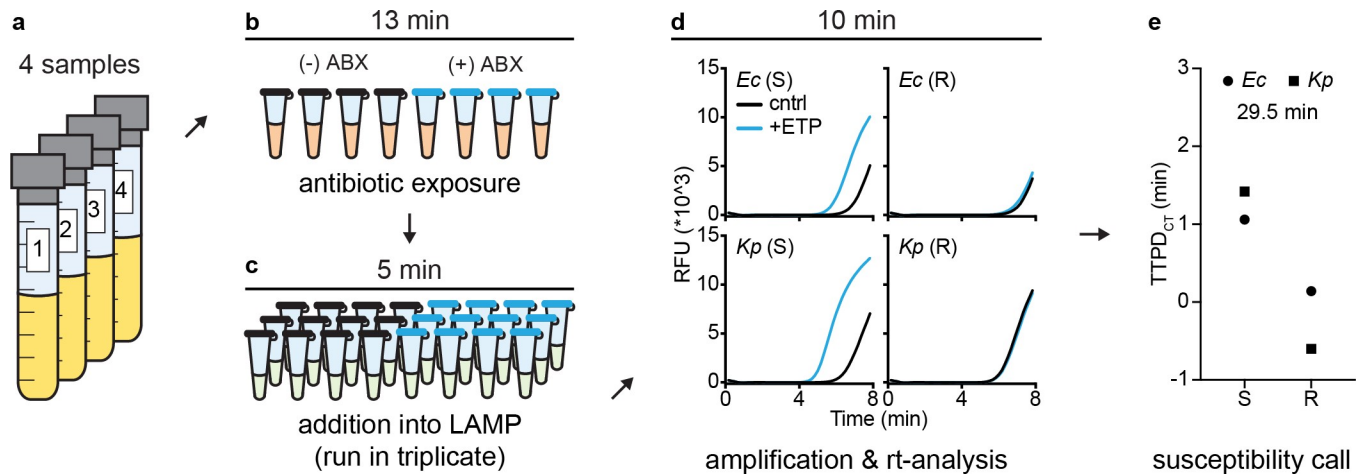 a
4 samples
1
2
3
4
b
13 min
(-) ABX
(+) ABX
antibiotic exposure
c
5 min
addition into LAMP
(run in triplicate)
d
10 min
RFU (*10^3)
15
10
5
0
Ec (S)
cntrl
+ETP
Ec (R)
15
10
5
0
Kp (S)
Kp (R)
0
4
8
0
4
8
Time (min)
amplification & rt-analysis
e
TTPD_CT (min)
3
2
1
0
-1
Ec
Kp
29.5 min
S
R
susceptibility call